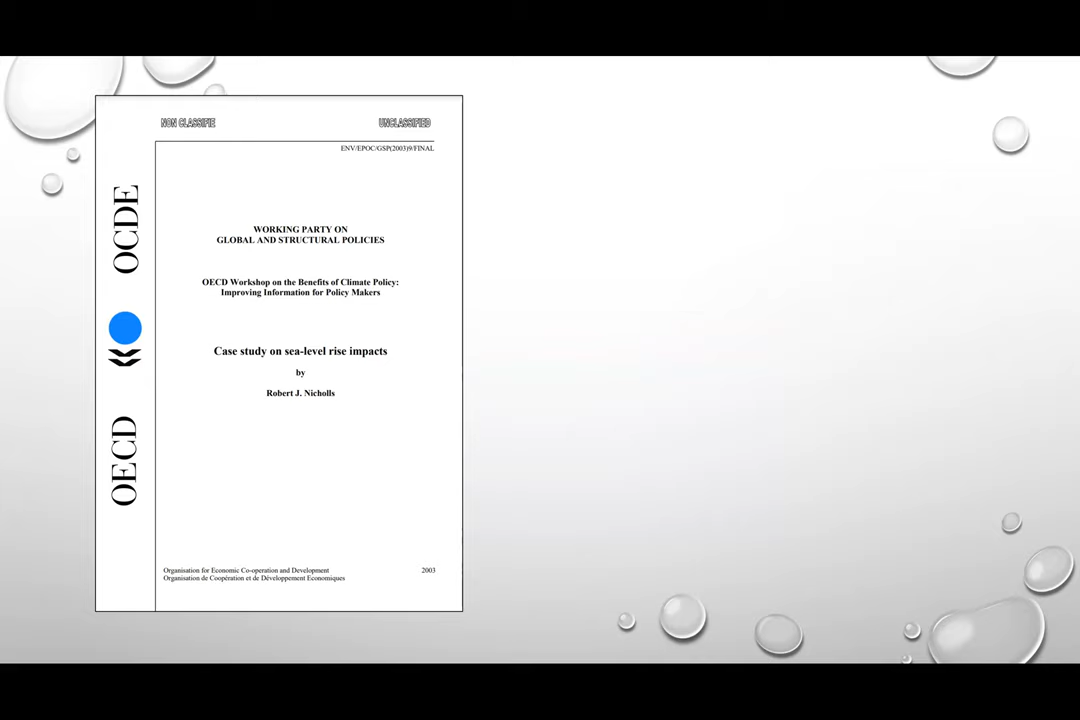 NON CLASSIFIE
UNCLASSIFIED
ENV/EPOC/GSP(2003)9/FINAL
OCDE
OECD
WORKING PARTY ON
GLOBAL AND STRUCTURAL POLICIES
OECD Workshop on the Benefits of Climate Policy:
Improving Information for Policy Makers
Case study on sea-level rise impacts
by
Robert J. Nicholls
Organisation for Economic Co-operation and Development
2003
Organisation de Coopération et de Développement Economiques